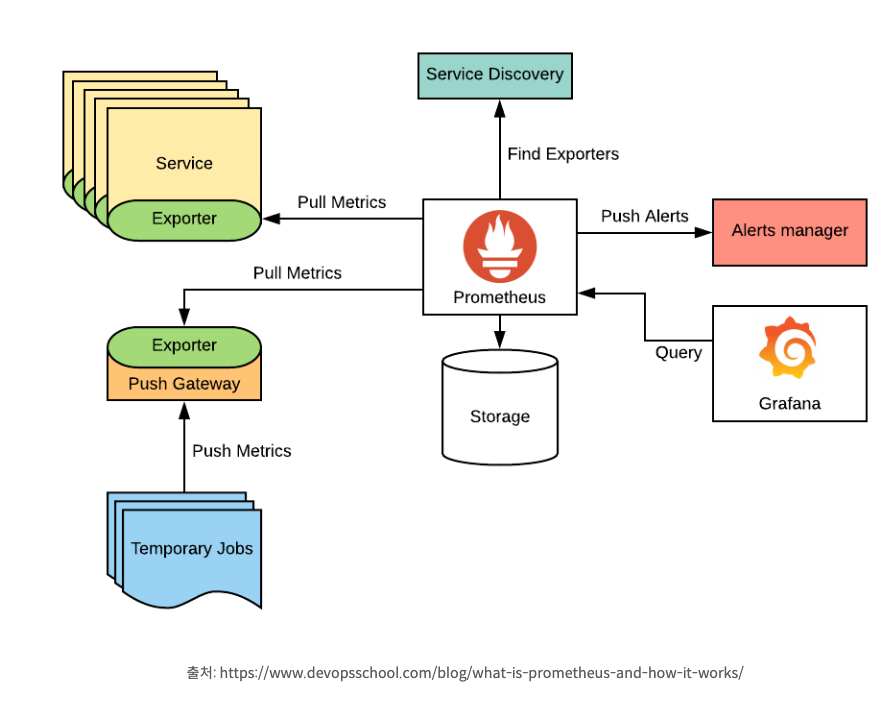 Service Discovery
Service
Find Exporters
Pull Metrics
Exporter
Push Alerts
Alerts manager
Pull Metrics
Prometheus
Exporter
Push Gateway
Query
Grafana
Storage
Push Metrics
Temporary Jobs
출처: https://www.devopsschool.com/blog/what-is-prometheus-and-how-it-works/